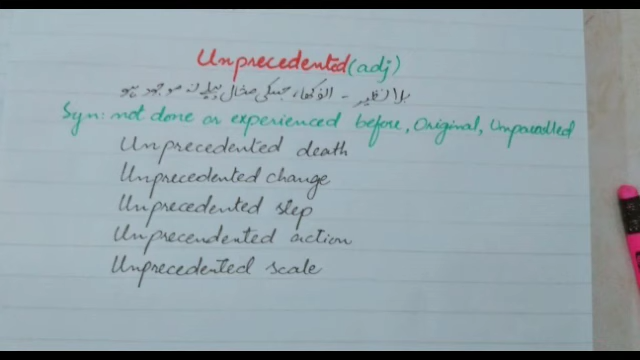 Unprecedented (adj)
بلا نظیر - انوکھا، جسکی مثال پہلے نہ موجود ہو
Syn: not done or experienced before, Original, Unparalled
Unprecedented death
Unprecedented change
Unprecedented step
Unprecendented action
Unprecedented scale